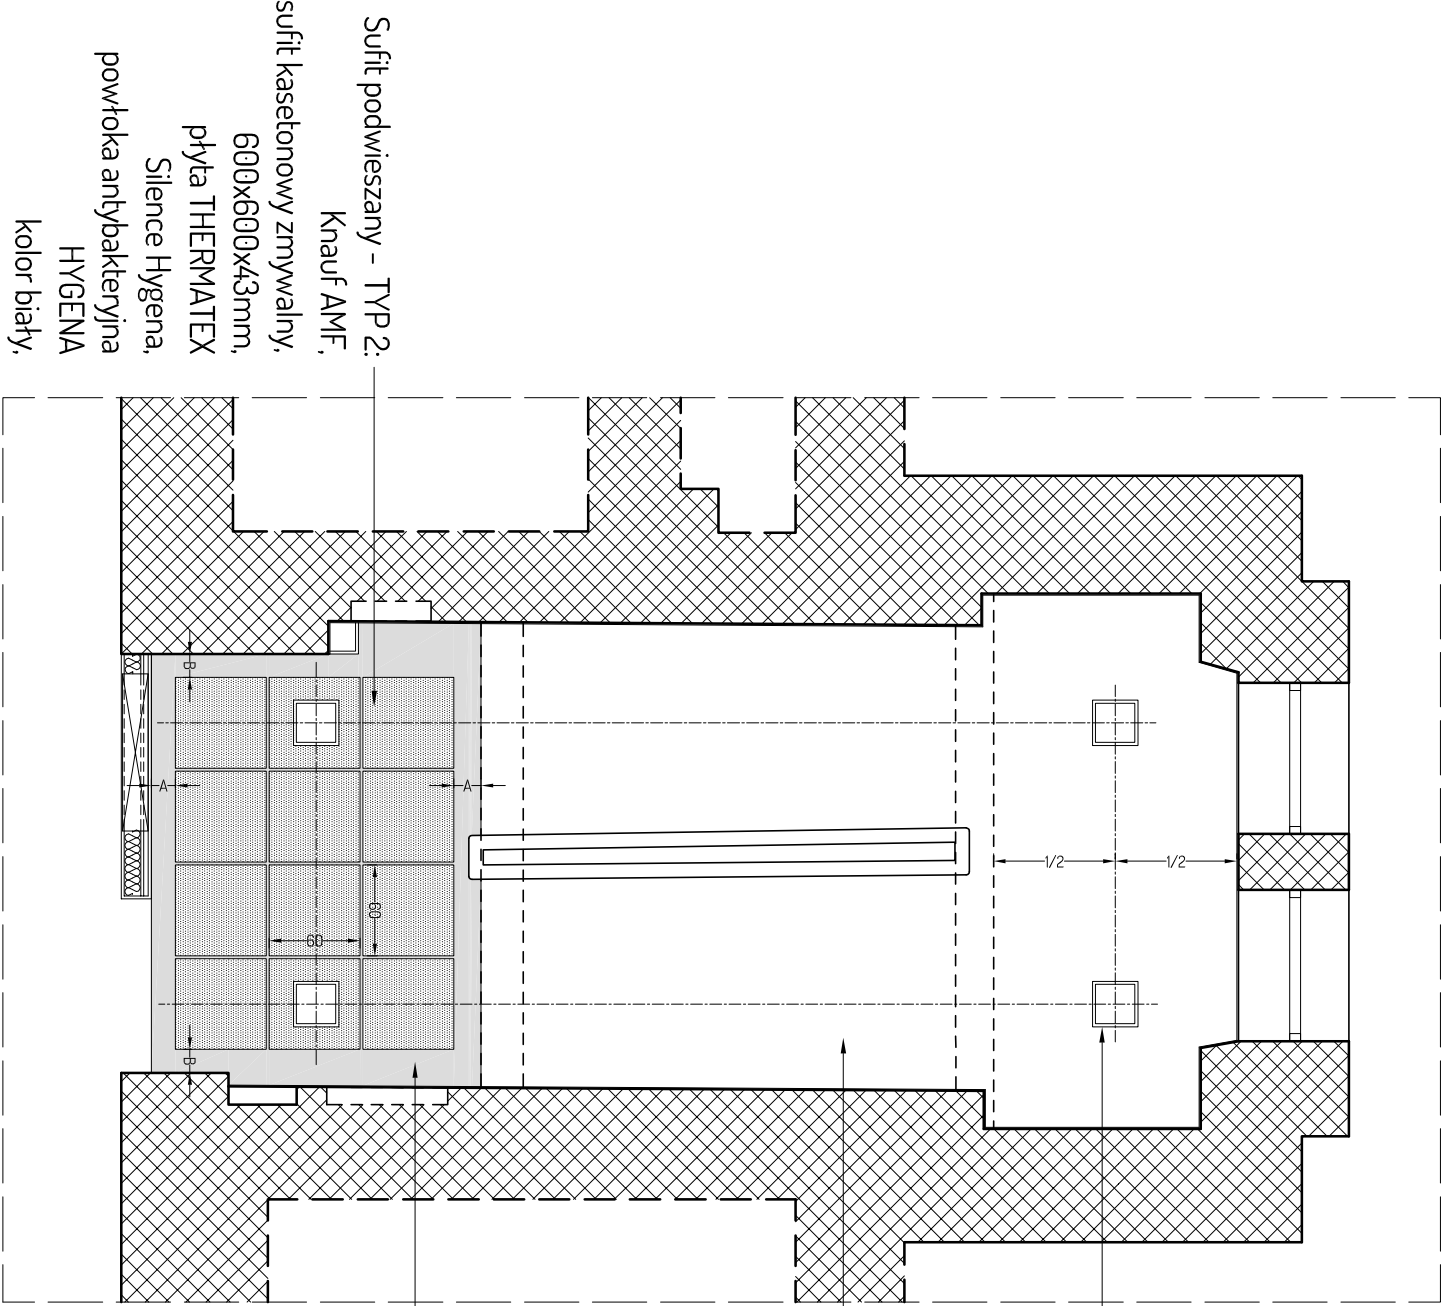 Sufit podwieszany - TYP 2:
Knauf AMF,
sufit kasetonowy zmywalny,
600x600x43mm,
płyta THERMATEX
Silence Hygena,
powłoka antybakteryjna
HYGENA
kolor biały,
B
A
A
1/2
1/2
60
60
B